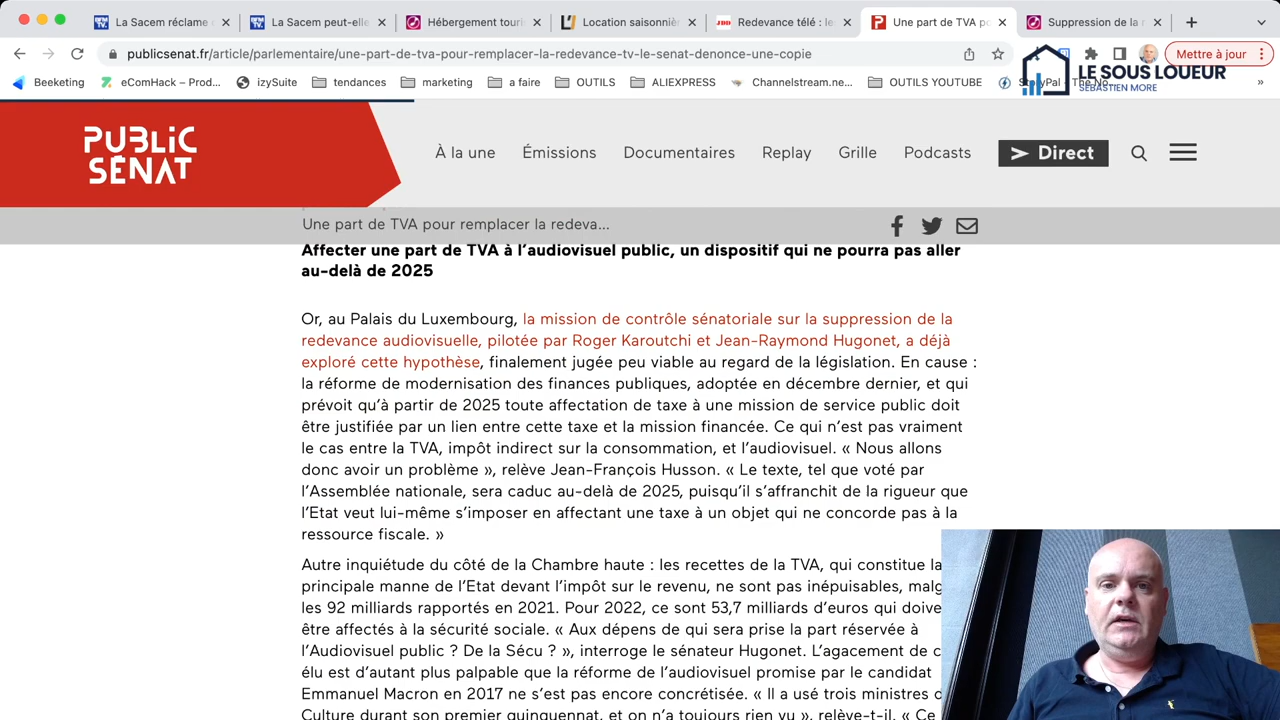 La Sacem réclame
La Sacem peut-elle
Hébergement touri
Location saisonniè
Redevance télé : les
Une part de TVA po
Suppression de la r
publicsenat.fr/article/parlementaire/une-part-de-tva-pour-remplacer-la-redevance-tv-le-senat-denonce-une-copie
Mettre à jour
Beeketing
eComHack – Prod...
izySuite
tendances
marketing
a faire
OUTILS
ALIEXPRESS
Channelstream.ne...
OUTILS YOUTUBE
»
LE SOUS LOUEUR
SÉBASTIEN MORE
PUBLIC
SÉNAT
À la une
Émissions
Documentaires
Replay
Grille
Podcasts
Direct
Une part de TVA pour remplacer la redeva...
Affecter une part de TVA à l’audiovisuel public, un dispositif qui ne pourra pas aller
au-delà de 2025
Or, au Palais du Luxembourg, la mission de contrôle sénatoriale sur la suppression de la
redevance audiovisuelle, pilotée par Roger Karoutchi et Jean-Raymond Hugonet, a déjà
exploré cette hypothèse, finalement jugée peu viable au regard de la législation. En cause :
la réforme de modernisation des finances publiques, adoptée en décembre dernier, et qui
prévoit qu’à partir de 2025 toute affectation de taxe à une mission de service public doit
être justifiée par un lien entre cette taxe et la mission financée. Ce qui n’est pas vraiment
le cas entre la TVA, impôt indirect sur la consommation, et l’audiovisuel. « Nous allons
donc avoir un problème », relève Jean-François Husson. « Le texte, tel que voté par
l’Assemblée nationale, sera caduc au-delà de 2025, puisqu’il s’affranchit de la rigueur que
l’Etat veut lui-même s’imposer en affectant une taxe à un objet qui ne concorde pas à la
ressource fiscale. »
Autre inquiétude du côté de la Chambre haute : les recettes de la TVA, qui constitue la
principale manne de l’Etat devant l’impôt sur le revenu, ne sont pas inépuisables, malg
les 92 milliards rapportés en 2021. Pour 2022, ce sont 53,7 milliards d’euros qui doive
être affectés à la sécurité sociale. « Aux dépens de qui sera prise la part réservée à
l’Audiovisuel public ? De la Sécu ? », interroge le sénateur Hugonet. L’agacement de c
élu est d’autant plus palpable que la réforme de l’audiovisuel promise par le candidat
Emmanuel Macron en 2017 ne s’est pas encore concrétisée. « Il a usé trois ministres d
Culture durant son premier quinquennat, et on n’a toujours rien vu », relève-t-il. « Ce